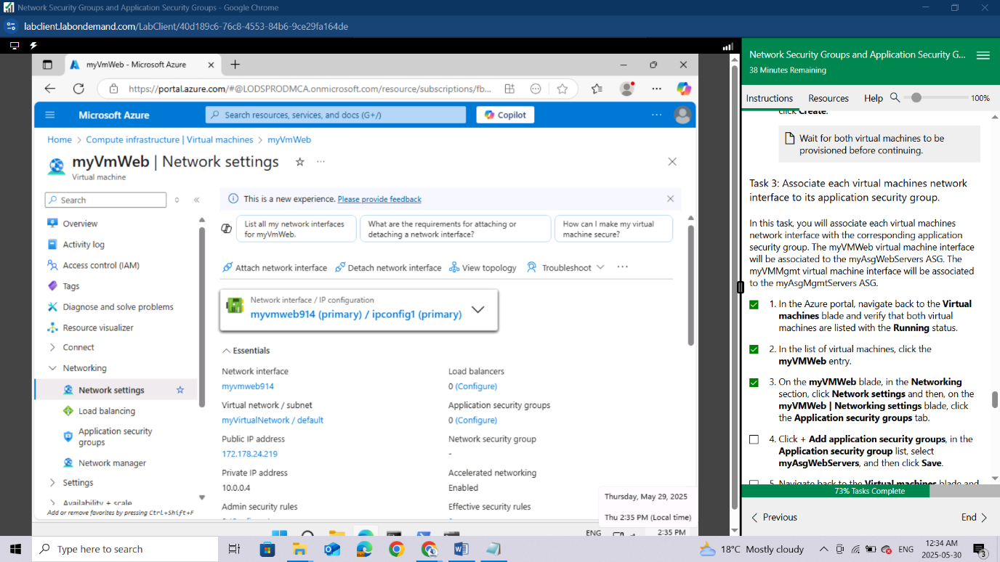 Network Security Groups and Application Security Groups - Google Chrome
labclient.labondemand.com/LabClient/40d189c6-76c8-4553-84b6-9ce29fa164de
myVmWeb - Microsoft Azure
https://portal.azure.com/#@LODSPRODMCA.onmicrosoft.com/resource/subscriptions/fb...
Microsoft Azure
Search resources, services, and docs (G+/)
Copilot
Home > Compute infrastructure | Virtual machines > myVmWeb
myVmWeb | Network settings
Virtual machine
Search
This is a new experience. Please provide feedback
Overview
Activity log
Access control (IAM)
Tags
Diagnose and solve problems
Resource visualizer
Connect
Networking
Network settings
Load balancing
Application security
groups
Network manager
Settings
Availability + scale
Add or remove favorites by pressing Ctrl+Shift+F
List all my network interfaces
for myVmWeb.
What are the requirements for attaching or
detaching a network interface?
How can I make my virtual
machine secure?
Attach network interface
Detach network interface
View topology
Troubleshoot
Network interface / IP configuration
myvmweb914 (primary) / ipconfig1 (primary)
Essentials
Network interface
myvmweb914
Virtual network / subnet
myVirtualNetwork / default
Public IP address
172.178.24.219
Private IP address
10.0.0.4
Admin security rules
Load balancers
0 (Configure)
Application security groups
0 (Configure)
Network security group
-
Accelerated networking
Enabled
Effective security rules
Thursday, May 29, 2025
Thu 2:35 PM (Local time)
ENG
2:35 PM
Network Security Groups and Application Security G...
38 Minutes Remaining
Instructions
Resources
Help
100%
click Create.
Wait for both virtual machines to be
provisioned before continuing.
Task 3: Associate each virtual machines network
interface to its application security group.
In this task, you will associate each virtual machines
network interface with the corresponding application
security group. The myVMWeb virtual machine interface
will be associated to the myAsgWebServers ASG. The
myVMMgmt virtual machine interface will be associated
to the myAsgMgmtServers ASG.
1. In the Azure portal, navigate back to the Virtual
machines blade and verify that both virtual
machines are listed with the Running status.
2. In the list of virtual machines, click the
myVMWeb entry.
3. On the myVMWeb blade, in the Networking
section, click Network settings and then, on the
myVMWeb | Networking settings blade, click
the Application security groups tab.
4. Click + Add application security groups, in the
Application security group list, select
myAsgWebServers, and then click Save.
5. Navigate back to the Virtual machines blade and
73% Tasks Complete
Previous
End
Type here to search
18°C Mostly cloudy
ENG
12:34 AM
2025-05-30
3